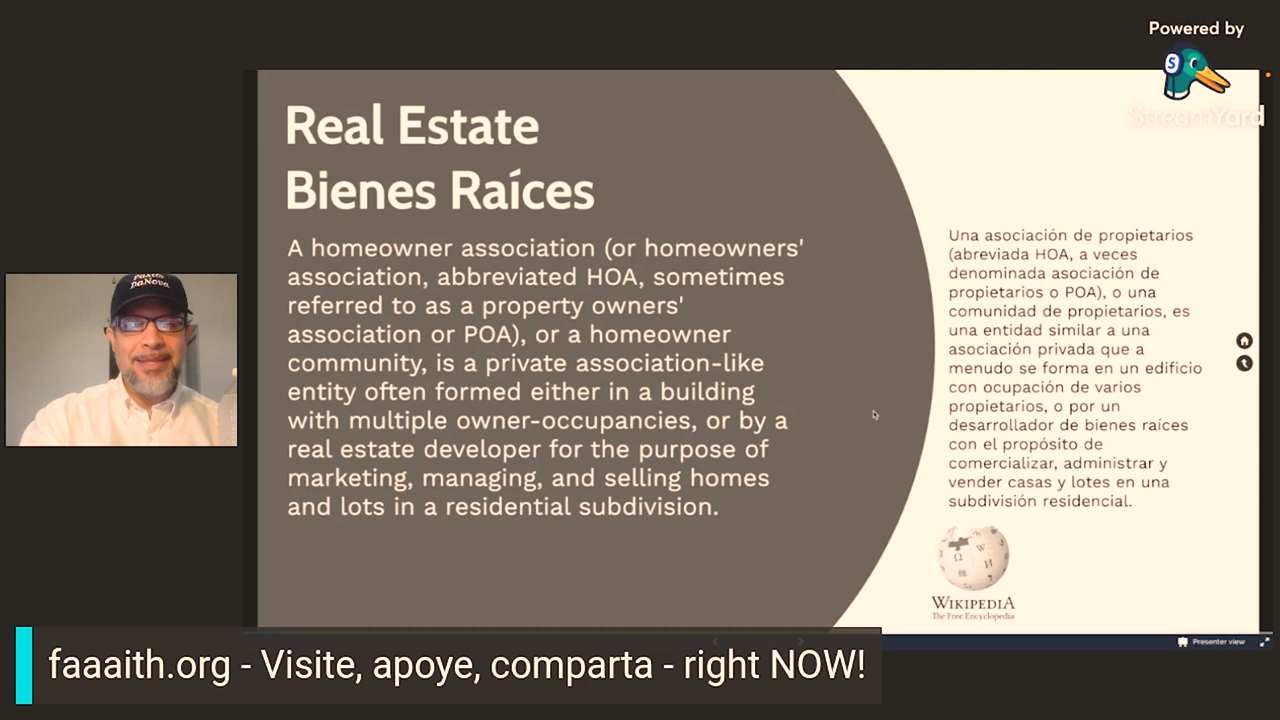 Powered by
StreamYard
Real Estate
Bienes Raíces
A homeowner association (or homeowners'
association, abbreviated HOA, sometimes
referred to as a property owners'
association or POA), or a homeowner
community, is a private association-like
entity often formed either in a building
with multiple owner-occupancies, or by a
real estate developer for the purpose of
marketing, managing, and selling homes
and lots in a residential subdivision.
Una asociación de propietarios
(abreviada HOA, a veces
denominada asociación de
propietarios o POA), o una
comunidad de propietarios, es
una entidad similar a una
asociación privada que a
menudo se forma en un edificio
con ocupación de varios
propietarios, o por un
desarrollador de bienes raíces
con el propósito de
comercializar, administrar y
vender casas y lotes en una
subdivisión residencial.
WIKIPEDIA
The Free Encyclopedia
Pastor
DaNova
Presenter view
faaaith.org - Visite, apoye, comparta - right NOW!